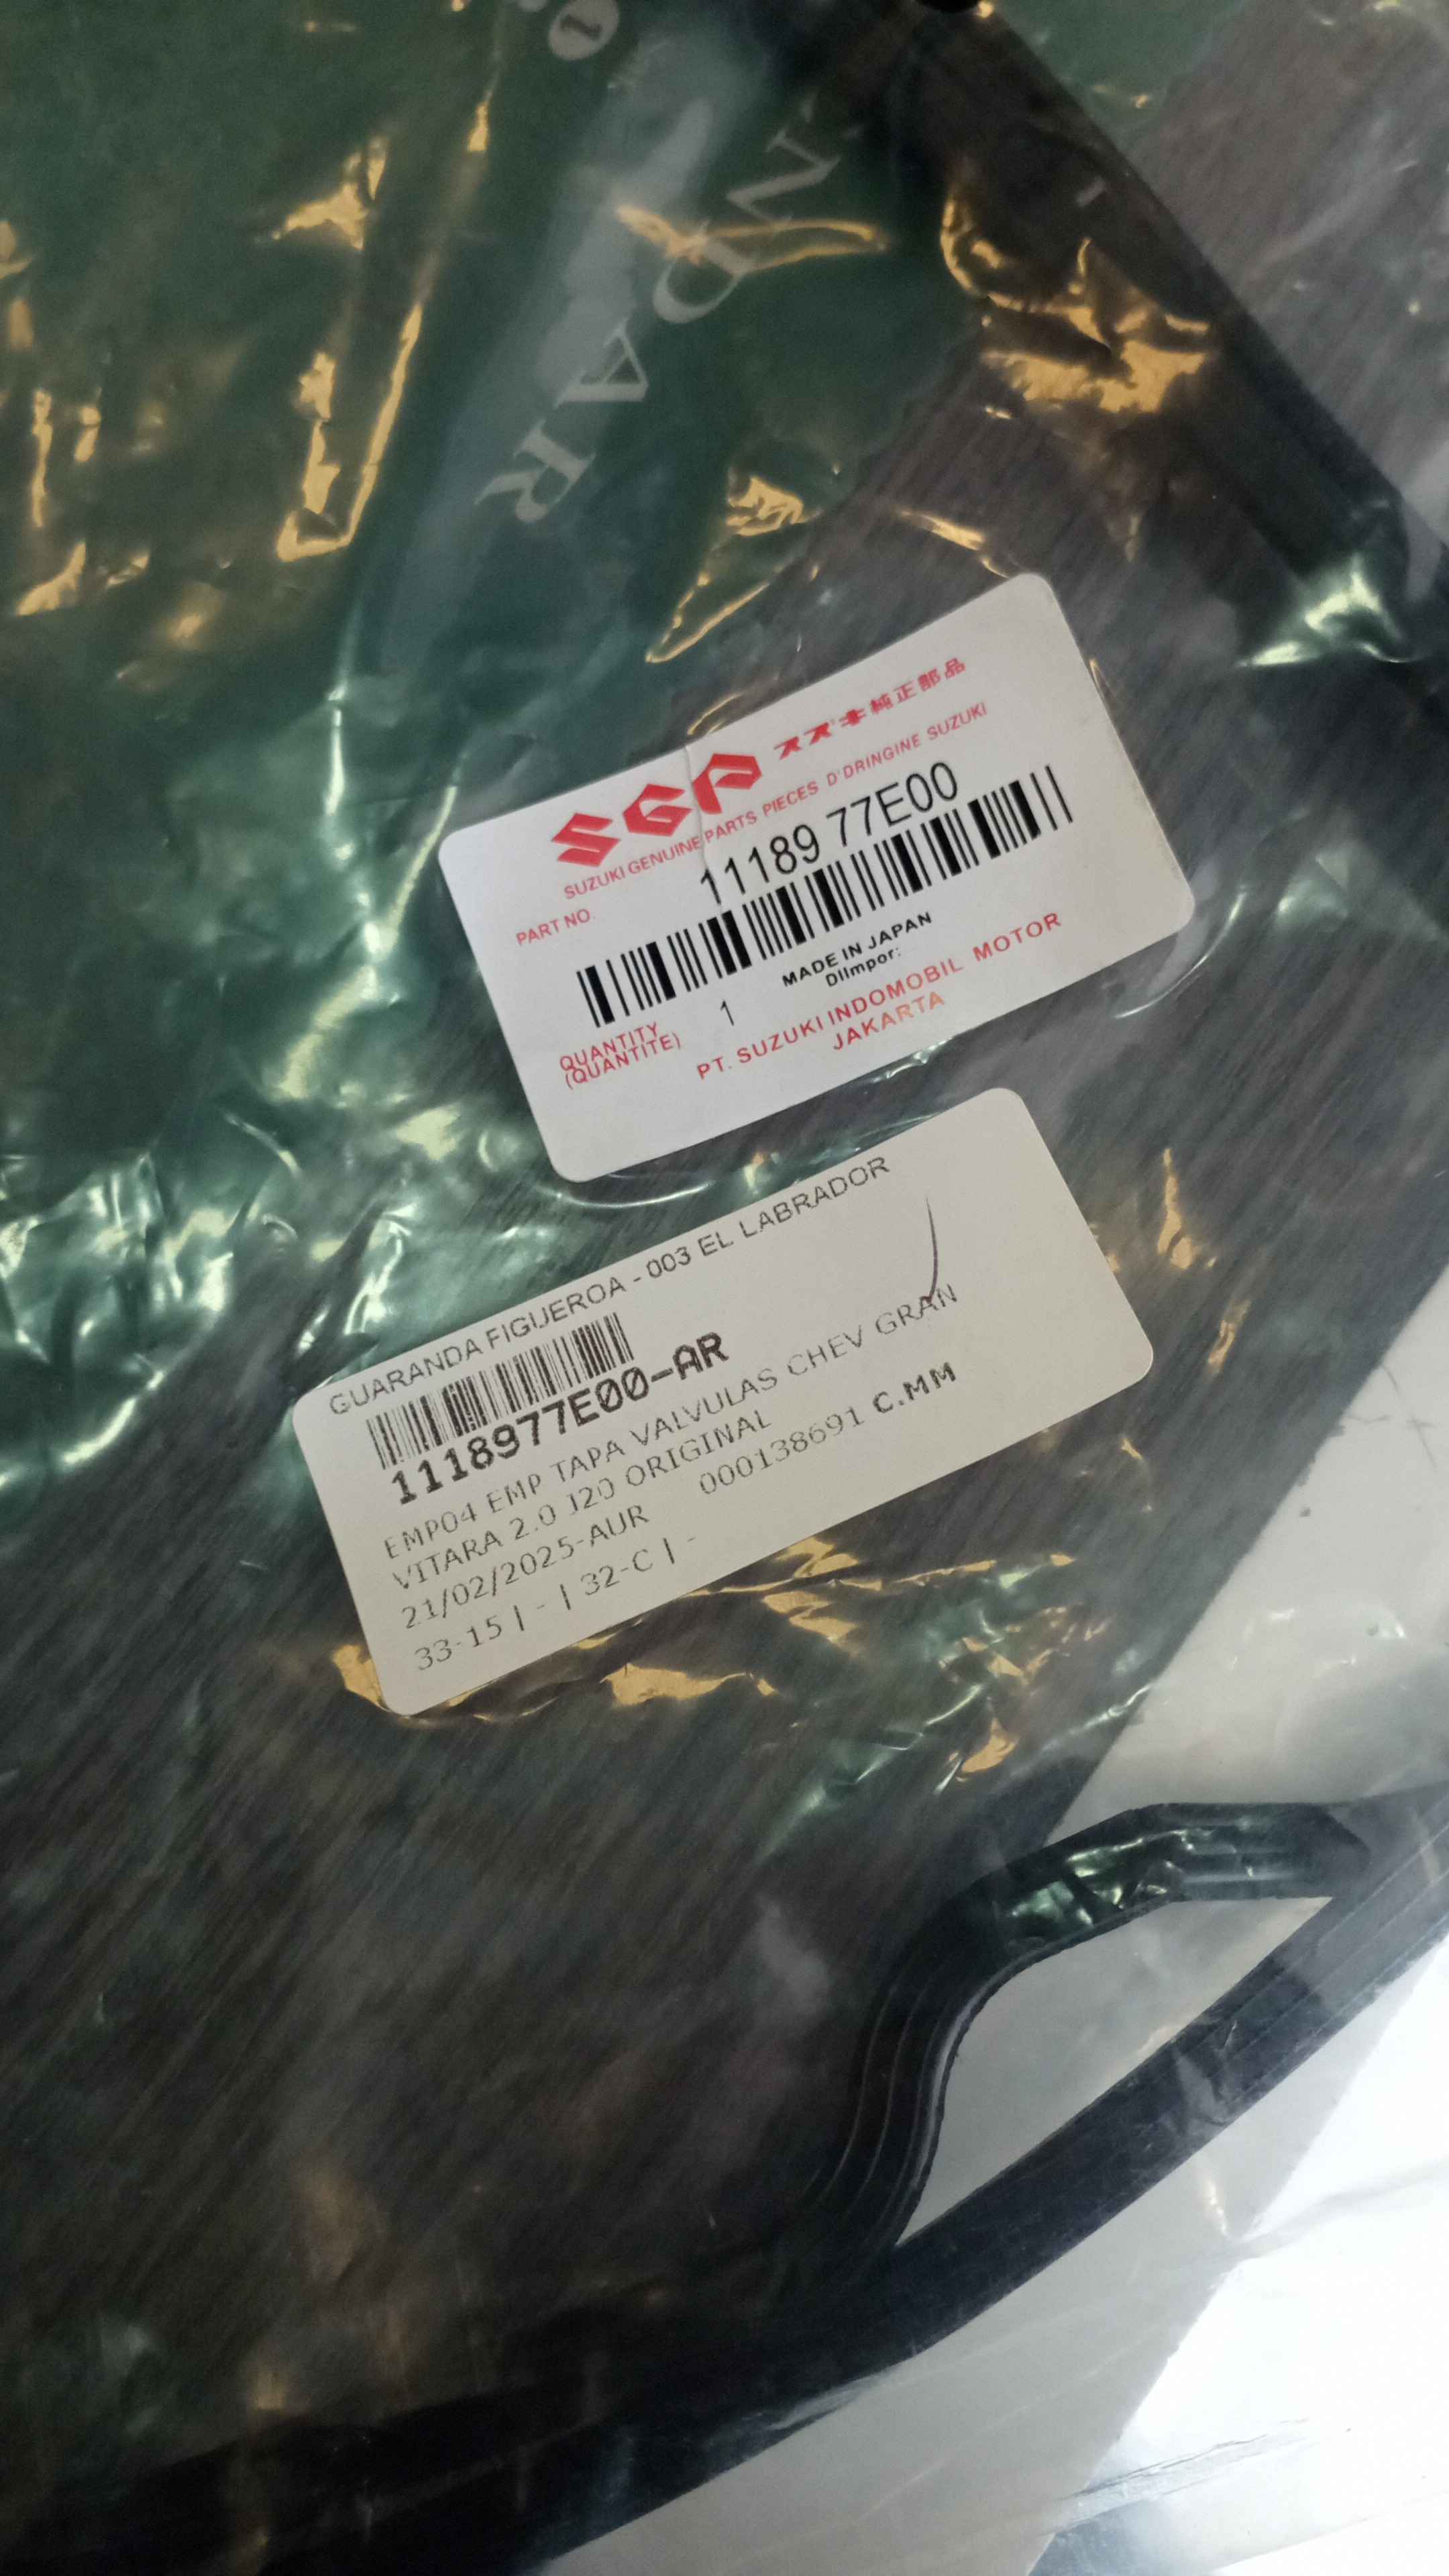 NDAR
SGP スズキ純正部品
SUZUKI GENUINE PARTS PIECES D'DRINGINE SUZUKI
PART NO. 11189 77E00
MADE IN JAPAN
DIImpor:
QUANTITY 1
(QUANTITE)
PT. SUZUKI INDOMOBIL MOTOR
JAKARTA
GUARANDA FIGUEROA - 003 EL LABRADOR
1118977E00-AR
EMP04 EMP TAPA VALVULAS CHEV GRAN
VITARA 2.0 J20 ORIGINAL
21/02/2025-AUR 000138691 C.MM
33-15 | - | 32-C | -